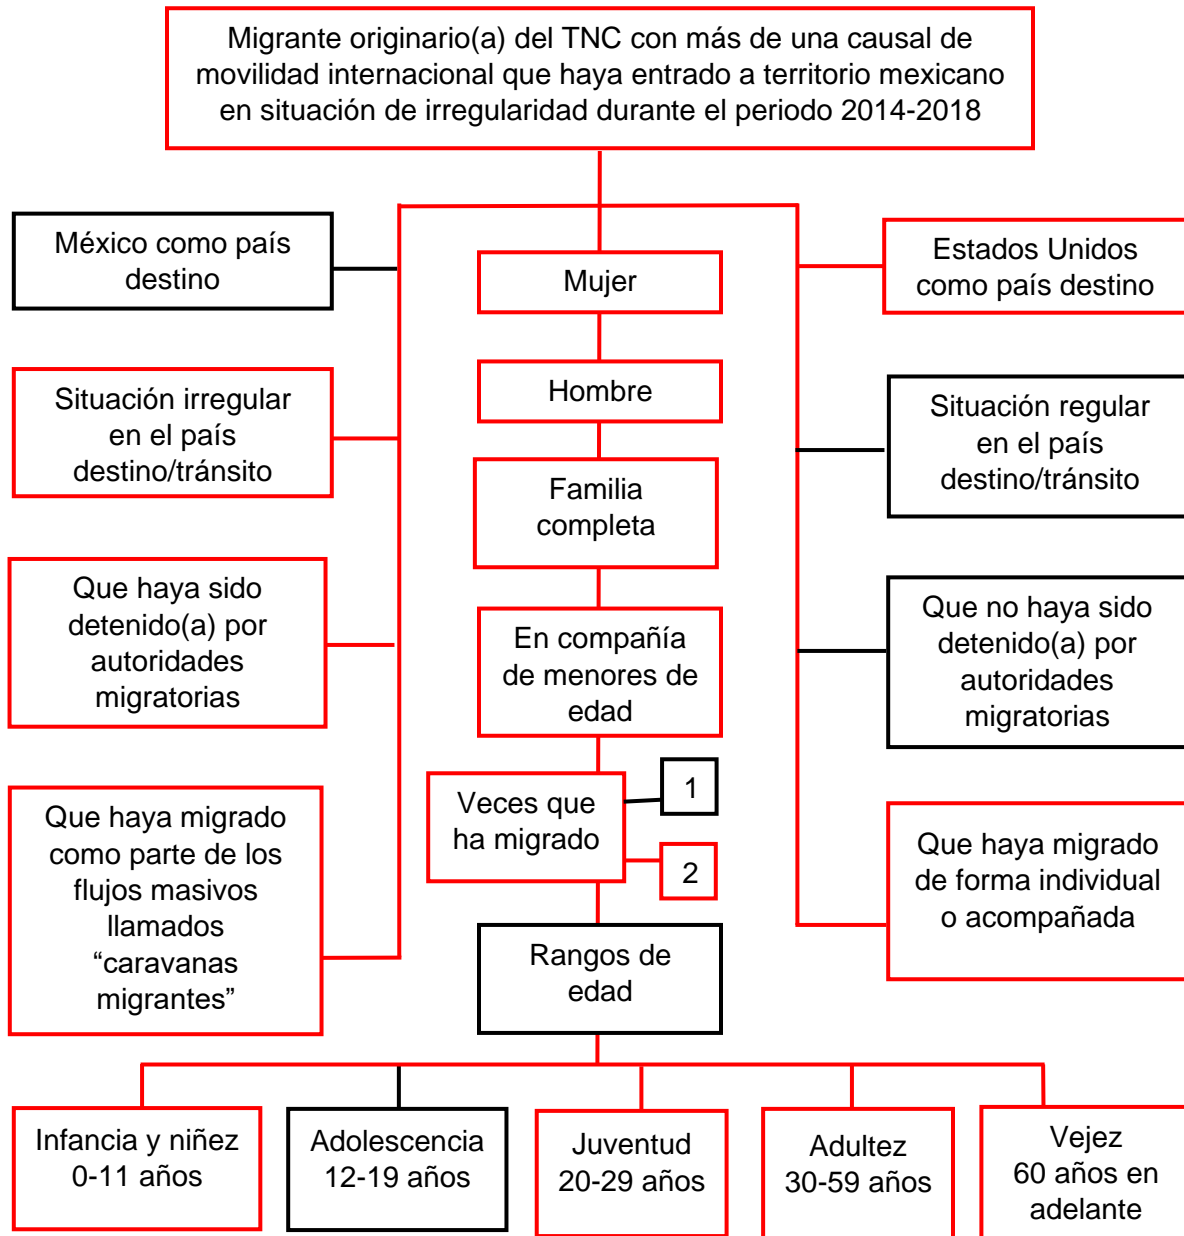 Migrante originario(a) del TNC con más de una causal de
movilidad internacional que haya entrado a territorio mexicano
en situación de irregularidad durante el periodo 2014-2018
México como país
destino
Mujer
Estados Unidos
como país destino
Situación irregular
en el país
destino/tránsito
Hombre
Situación regular
en el país
destino/tránsito
Familia
completa
Que haya sido
detenido(a) por
autoridades
migratorias
En compañía
de menores de
edad
Que no haya sido
detenido(a) por
autoridades
migratorias
Que haya migrado
como parte de los
flujos masivos
llamados
“caravanas
migrantes”
Veces que
ha migrado
1
2
Que haya migrado
de forma individual
o acompañada
Rangos de
edad
Infancia y niñez
0-11 años
Adolescencia
12-19 años
Juventud
20-29 años
Adultez
30-59 años
Vejez
60 años en
adelante